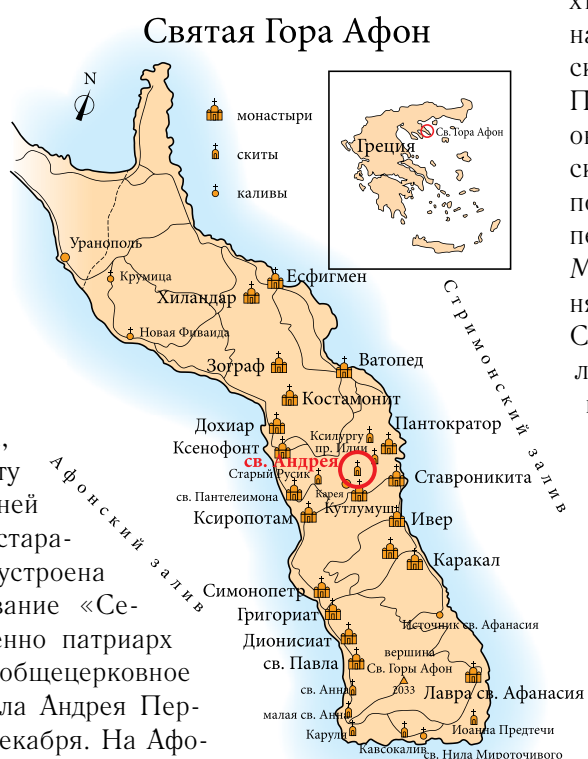 Святая Гора Афон
N
монастыри
скиты
каливы
Св. Гора Афон
Греция
Уранополь
Крумица
Новая Фиваида
Есфигмен
Хиландар
Зограф
Ватопед
Костамонит
Дохиар
Пантократор
Ксилургу
пр. Илии
Ксенофонт
св. Андрея
Старый Русик
Ставроникита
св. Пантелеимона
Карея
Кутлумуш
Ксиропотам
Ивер
Каракал
Симонопетр
Григориат
Источник св. Афанасия
Дионисиат
вершина
Св. Горы Афон
2033
св. Павла
св. Анна
Лавра св. Афанасия
малая св. Анна
Каруля
Иоанна Предтечи
Кавсокалив
св. Нила Мироточивого
Стримонский залив
Афонский залив
,
ту
ней
стара-
устроена
вание «Се-
енно патриарх
общецерковное
ла Андрея Пер-
екабря. На Афо-
х
на
ск
П
о
сь
пе
пе
М
ня
С
л